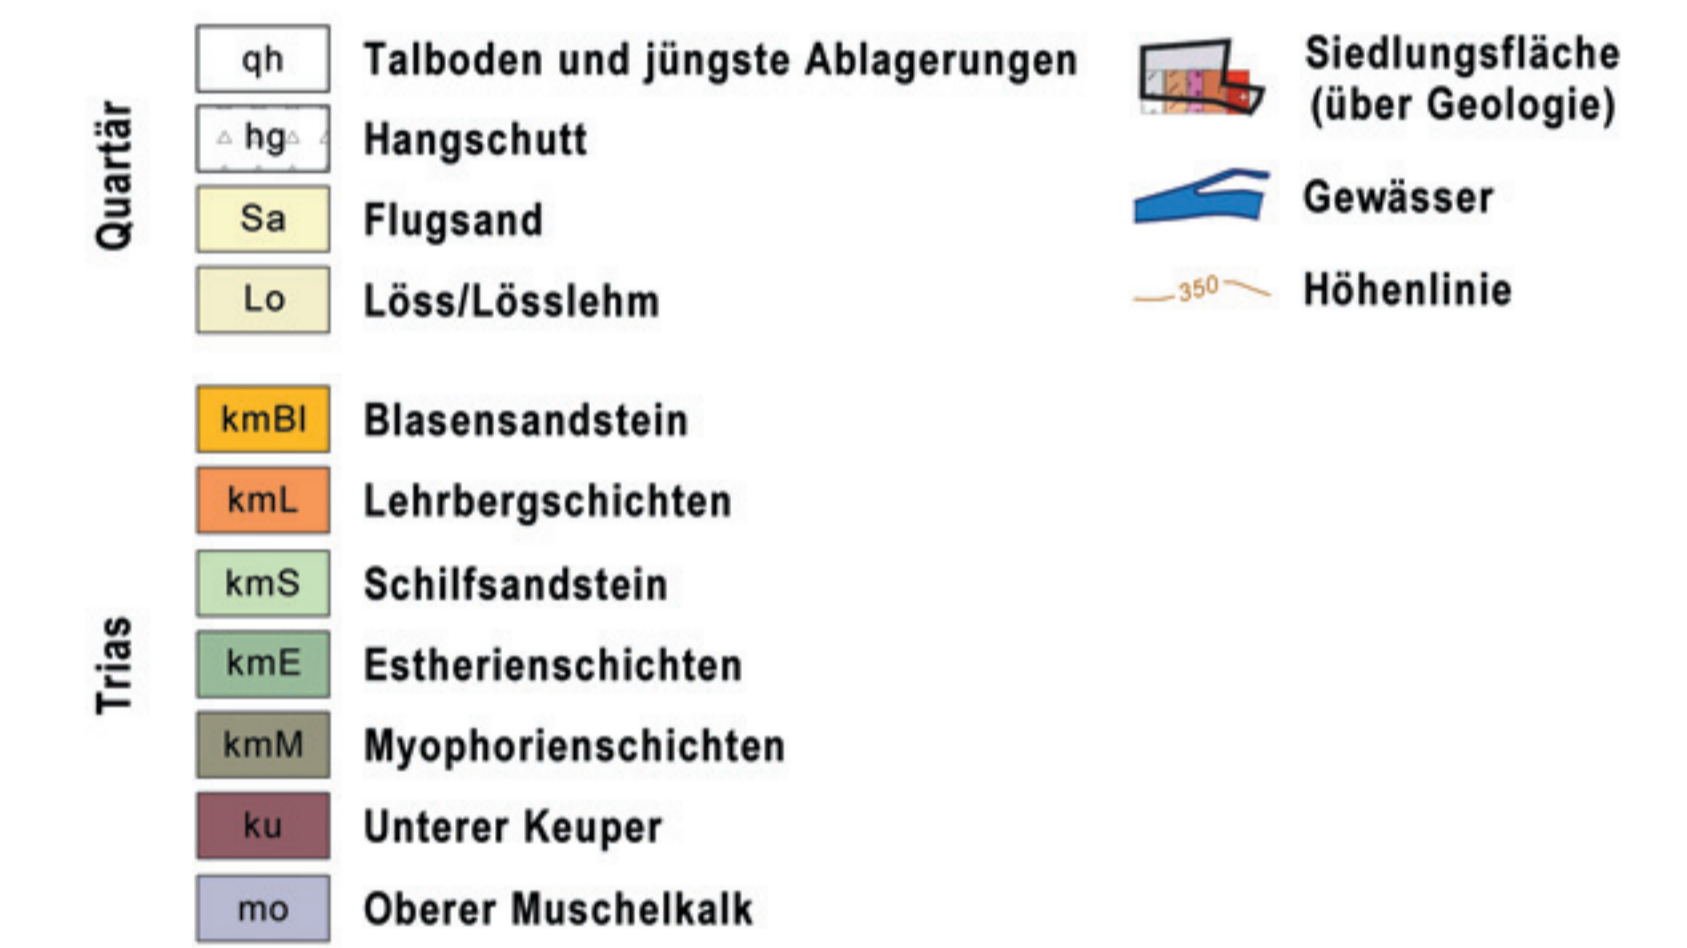 Quartär
qh Talboden und jüngste Ablagerungen
hg Hangschutt
Sa Flugsand
Lo Löss/Lösslehm
Trias
kmBl Blasensandstein
kmL Lehrbergschichten
kmS Schilfsandstein
kmE Estherienschichten
kmM Myophorienschichten
ku Unterer Keuper
mo Oberer Muschelkalk
Siedlungsfläche
(über Geologie)
Gewässer
350 Höhenlinie